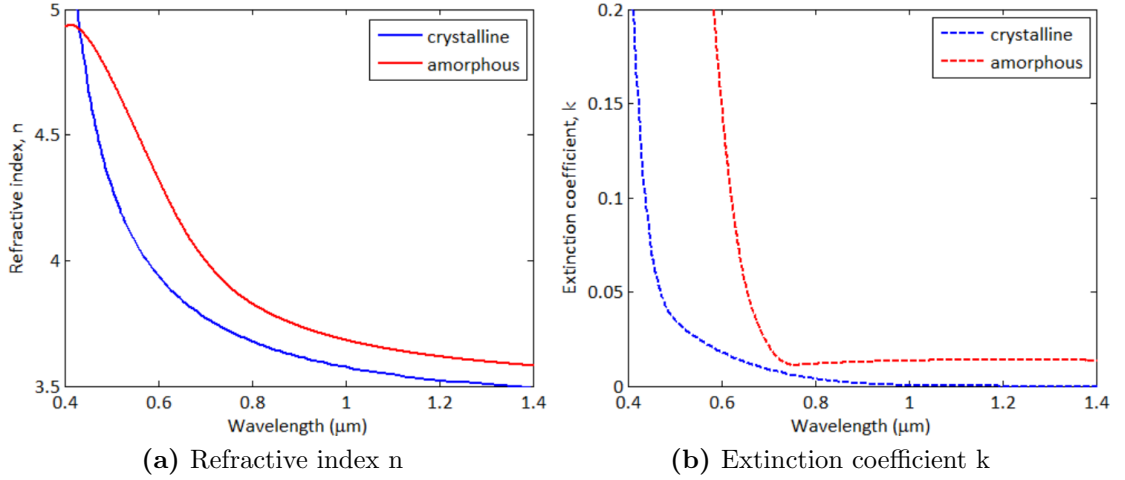 5
4.5
4
3.5
0.4
0.6
0.8
1
1.2
1.4
Refractive index, n
Wavelength (μm)
crystalline
amorphous
(a) Refractive index n
0.2
0.15
0.1
0.05
0
0.4
0.6
0.8
1
1.2
1.4
Extinction coefficient, k
Wavelength (μm)
crystalline
amorphous
(b) Extinction coefficient k